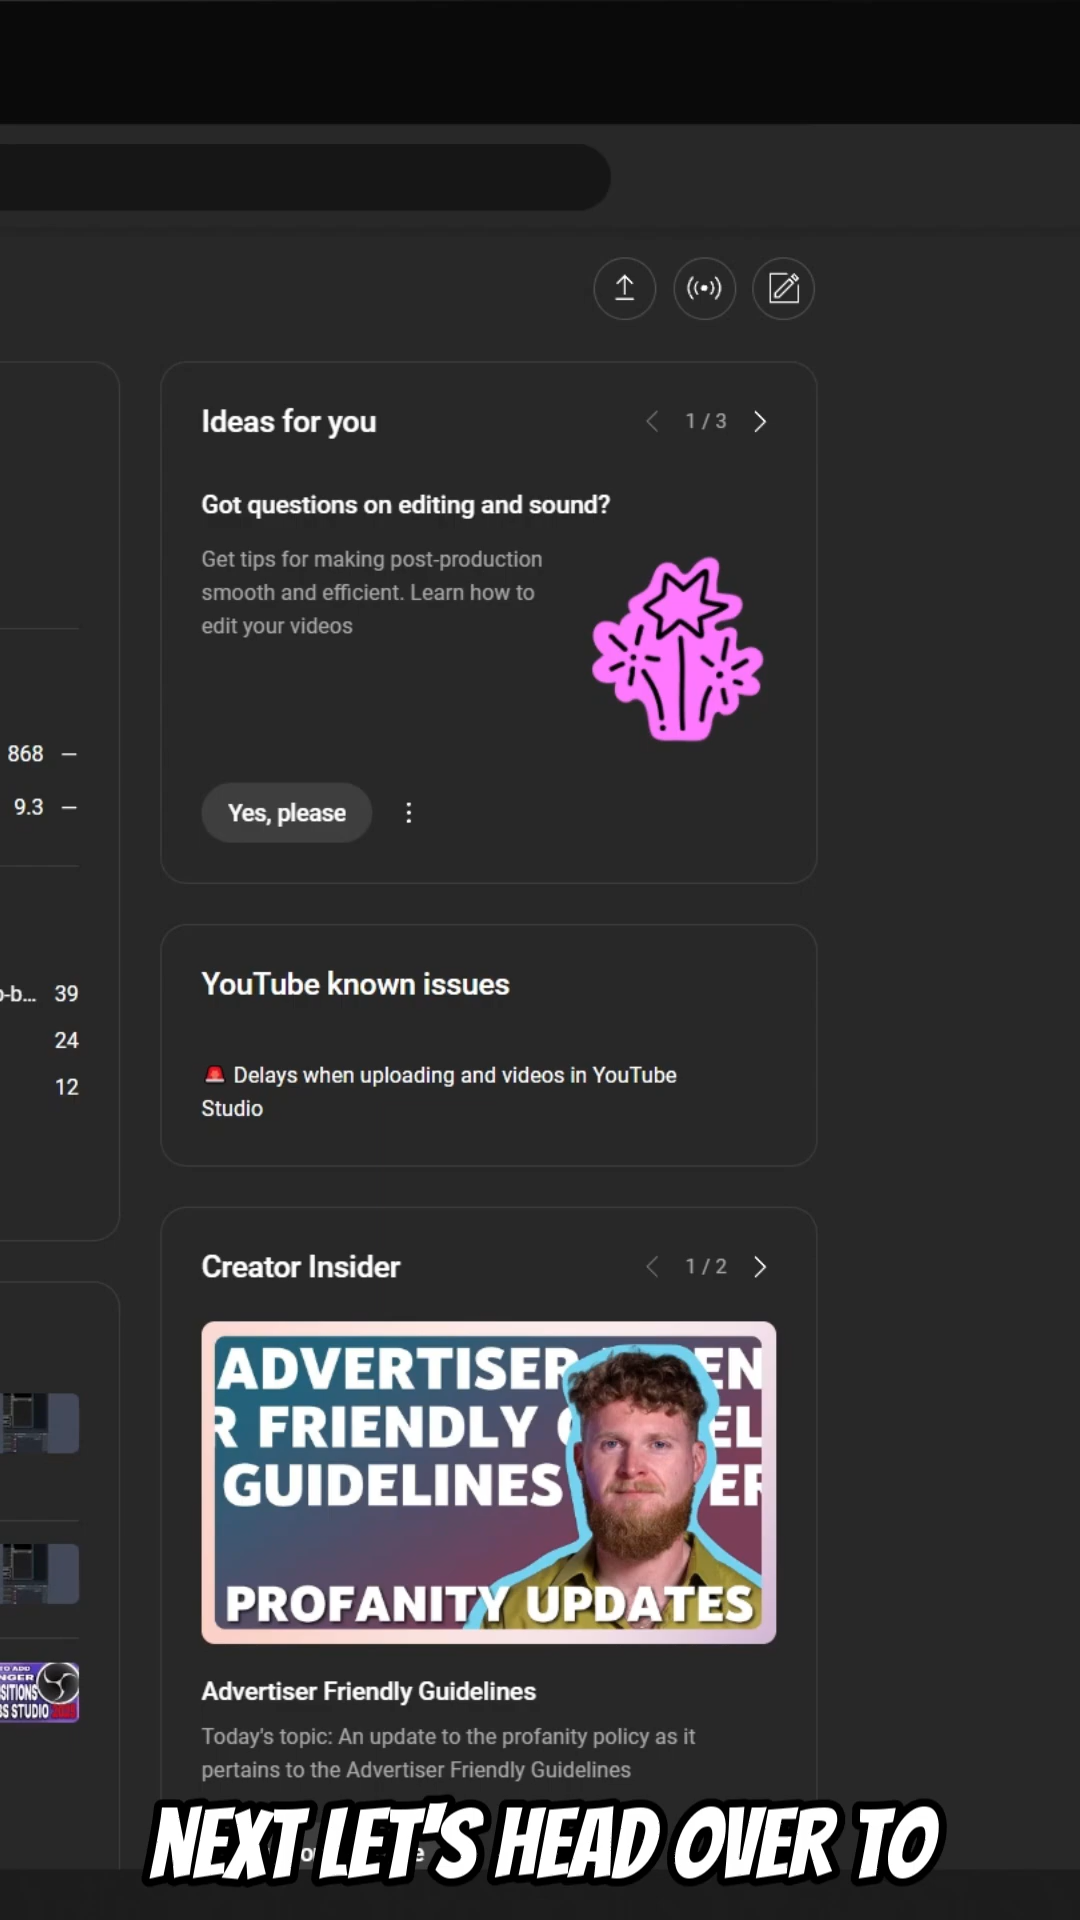 Ideas for you
1 / 3
Got questions on editing and sound?
Get tips for making post-production
smooth and efficient. Learn how to
edit your videos
868 —
9.3 —
Yes, please
YouTube known issues
39
24
12
🚨 Delays when uploading and videos in YouTube
Studio
Creator Insider
1 / 2
ADVERTISER
R FRIENDLY
GUIDELINES
PROFANITY UPDATES
TO ADD
STUDIO
Advertiser Friendly Guidelines
Today's topic: An update to the profanity policy as it
pertains to the Advertiser Friendly Guidelines
NEXT LET'S HEAD OVER TO